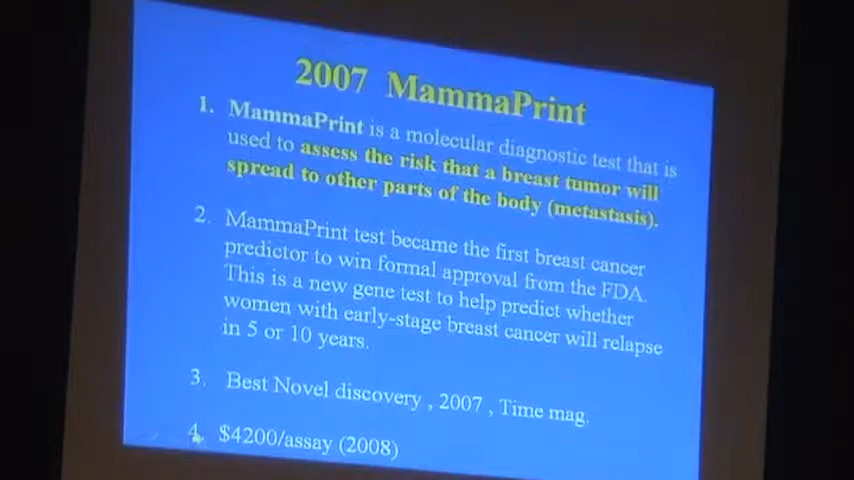 2007 MammaPrint
1. MammaPrint is a molecular diagnostic test that is
used to assess the risk that a breast tumor will
spread to other parts of the body (metastasis).
2. MammaPrint test became the first breast cancer
predictor to win formal approval from the FDA.
This is a new gene test to help predict whether
women with early-stage breast cancer will relapse
in 5 or 10 years.
3. Best Novel discovery , 2007 , Time mag.
4. $4200/assay (2008)